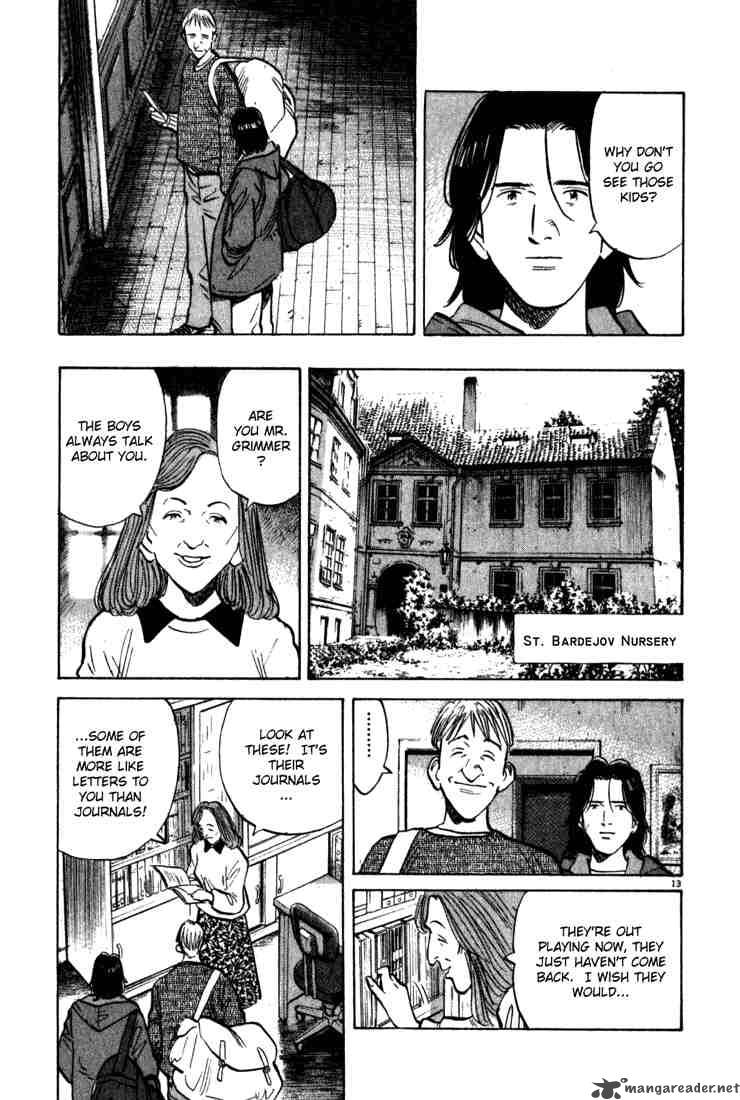 WHY DON'T
YOU GO
SEE THOSE
KIDS?
ARE
YOU MR.
GRIMMER
?
THE BOYS
ALWAYS TALK
ABOUT YOU.
ST. BARDEJOV NURSERY
LOOK AT
THESE! IT'S
THEIR
JOURNALS
...
...SOME OF
THEM ARE
MORE LIKE
LETTERS TO
YOU THAN
JOURNALS!
......
13
THEY'RE OUT
PLAYING NOW, THEY
JUST HAVEN'T COME
BACK. I WISH THEY
WOULD...
mangareader.net